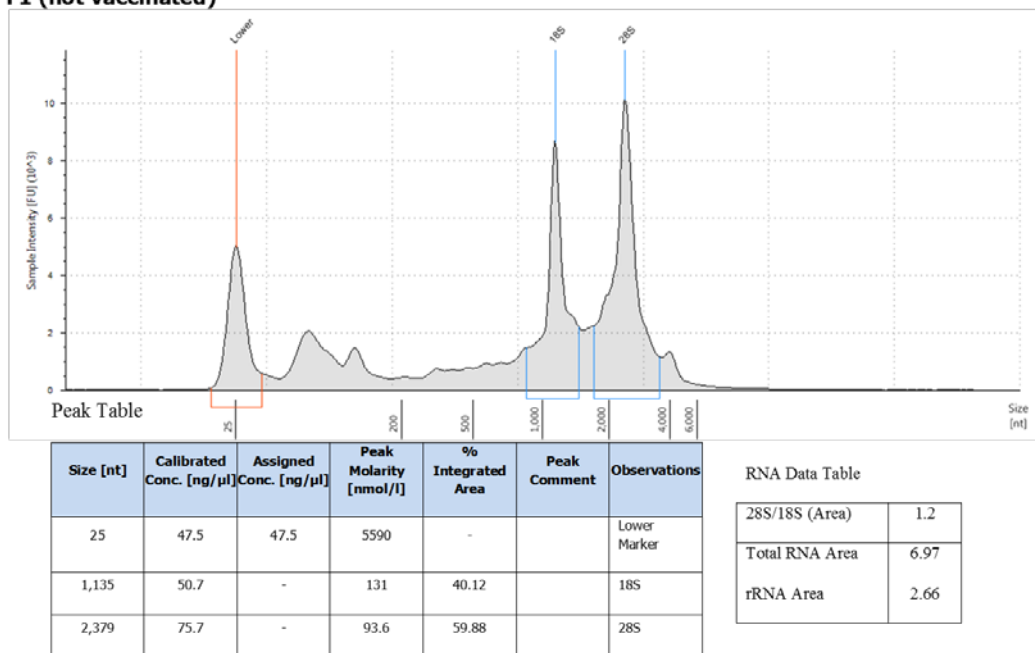 F1 (not vaccinated)
Lower
18S
28S
Sample Intensity [FU] (10^3)
10
8
6
4
2
0
25
200
500
1,000
2,000
4,000
6,000
Size
[nt]
Peak Table
Size [nt] Calibrated Conc. [ng/µl] Assigned Conc. [ng/µl] Peak Molarity [nmol/l] % Integrated Area Peak Comment Observations
25 47.5 47.5 5590 - Lower Marker
1,135 50.7 - 131 40.12 18S
2,379 75.7 - 93.6 59.88 28S
RNA Data Table
28S/18S (Area) 1.2
Total RNA Area 6.97
rRNA Area 2.66